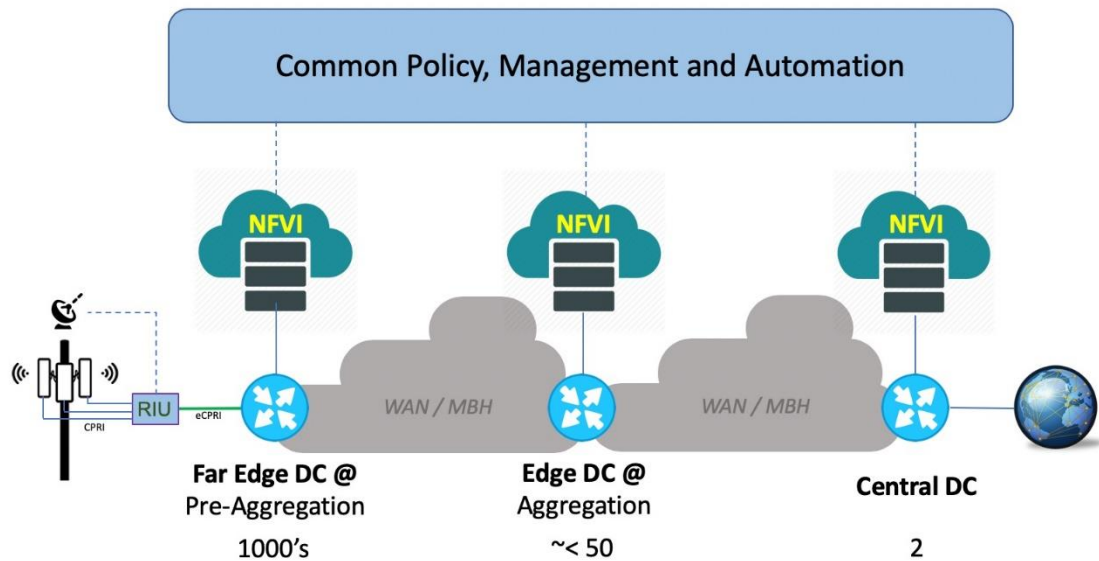 Common Policy, Management and Automation
NFVI
NFVI
NFVI
RIU
eCPRI
CPRI
WAN / MBH
WAN / MBH
Far Edge DC @
Pre-Aggregation
1000’s
Edge DC @
Aggregation
~< 50
Central DC
2